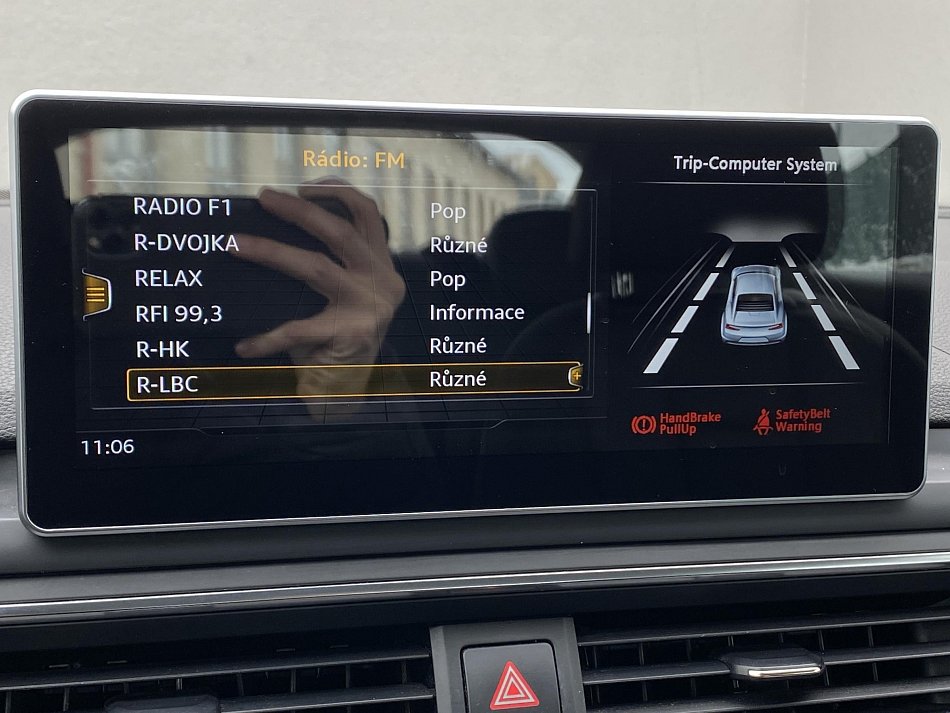 Rádio: FM
RADIO F1 Pop
R-DVOJKA Různé
RELAX Pop
RFI 99,3 Informace
R-HK Různé
R-LBC Různé
11:06
Trip-Computer System
HandBrake
PullUp
SafetyBelt
Warning